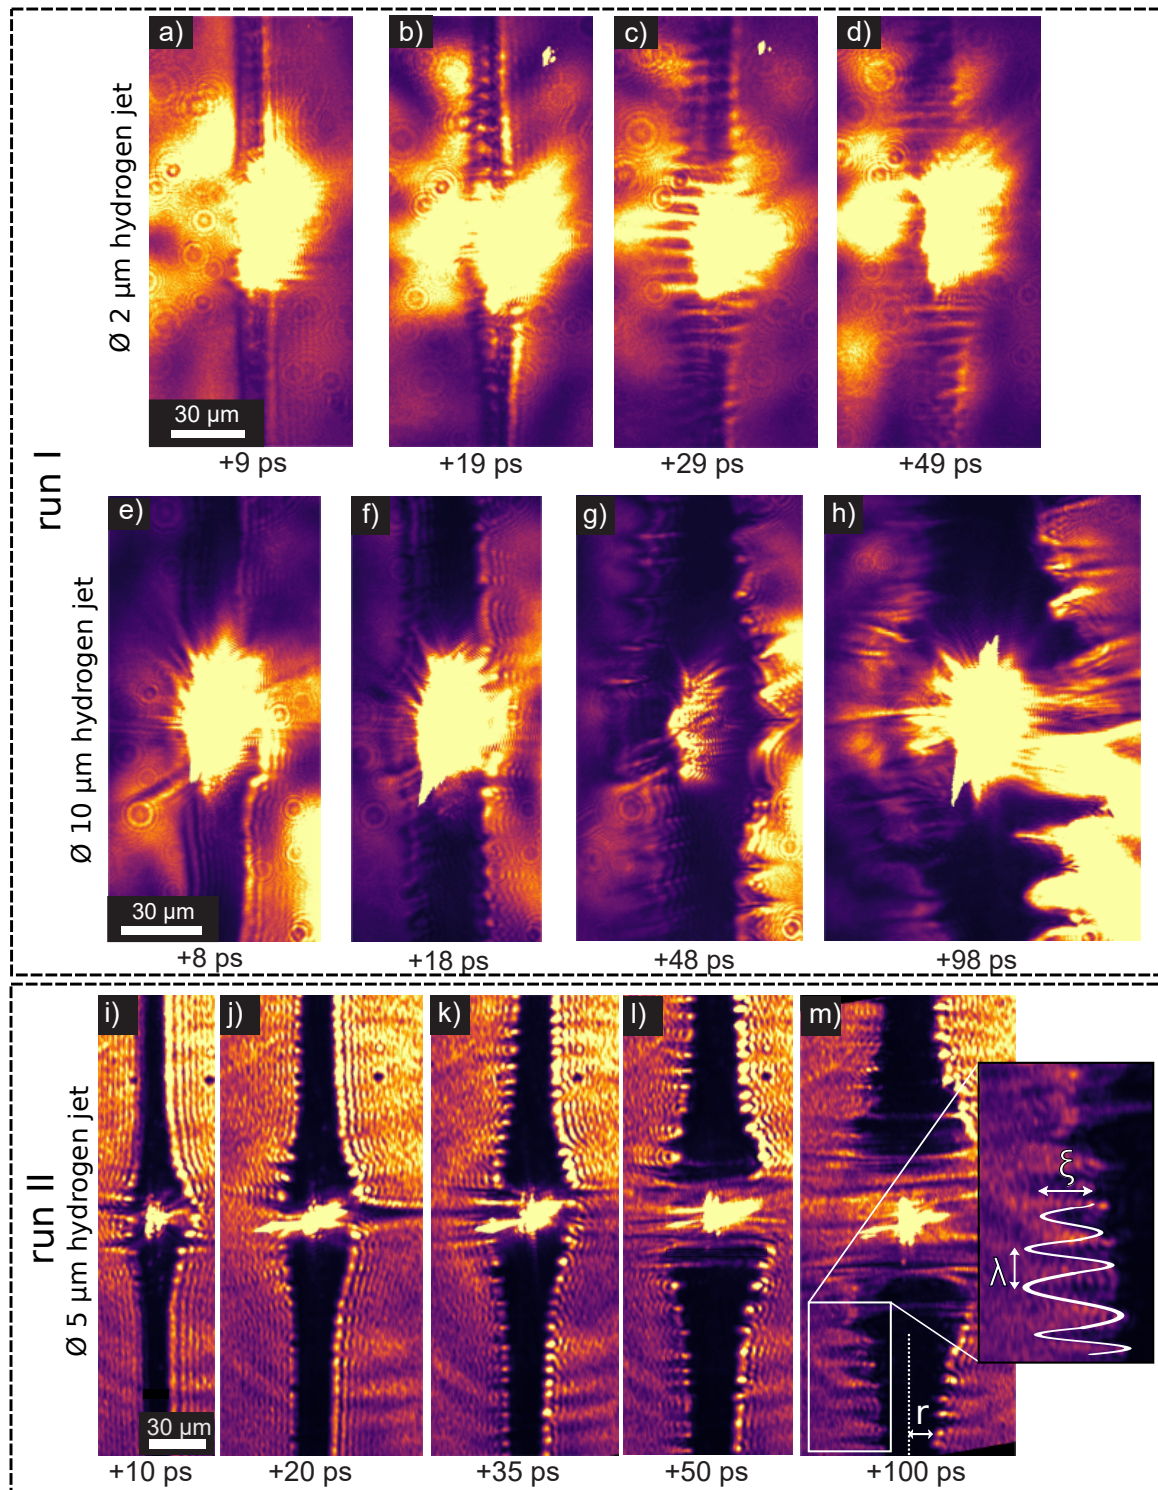 run I
Ø 2 μm hydrogen jet
a)
b)
c)
d)
30 μm
+9 ps
+19 ps
+29 ps
+49 ps
Ø 10 μm hydrogen jet
e)
f)
g)
h)
30 μm
+8 ps
+18 ps
+48 ps
+98 ps
run II
Ø 5 μm hydrogen jet
i)
j)
k)
l)
m)
ξ
λ
r
30 μm
+10 ps
+20 ps
+35 ps
+50 ps
+100 ps